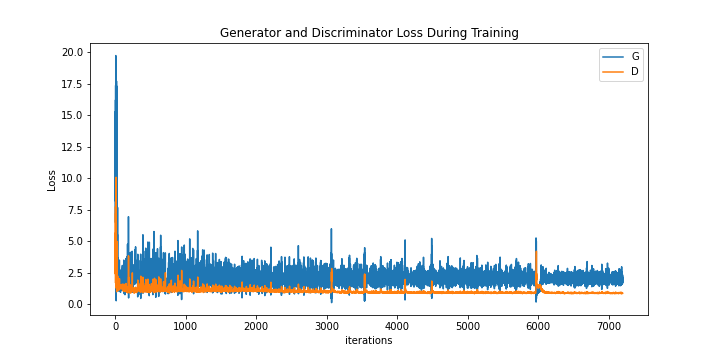 Generator and Discriminator Loss During Training
G
D
20.0
17.5
15.0
12.5
10.0
7.5
5.0
2.5
0.0
Loss
0 1000 2000 3000 4000 5000 6000 7000
iterations